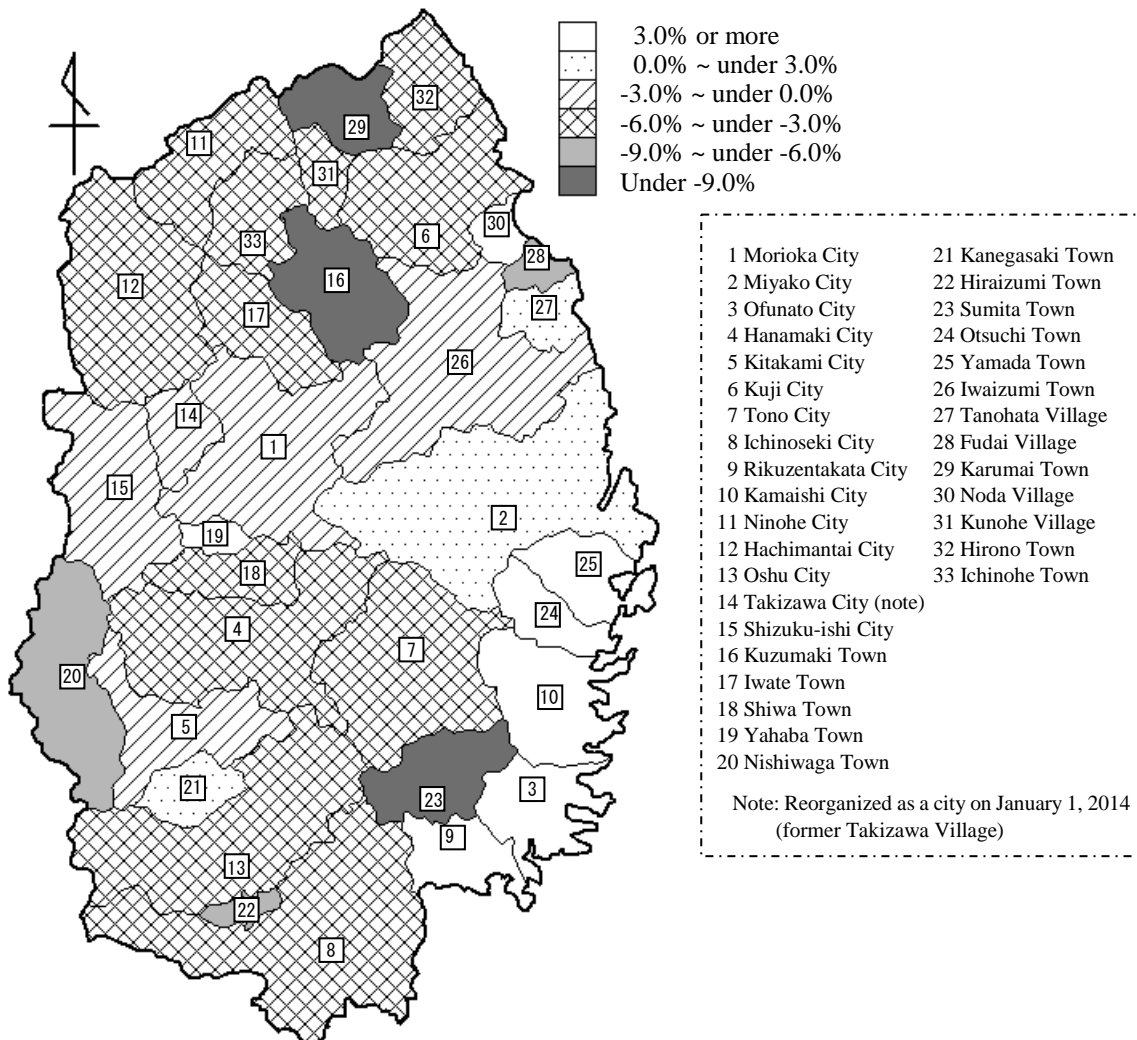 3.0% or more
0.0% ~ under 3.0%
-3.0% ~ under 0.0%
-6.0% ~ under -3.0%
-9.0% ~ under -6.0%
Under -9.0%
32
29
11
31
30
33
6
28
16
12
17
27
26
14
1
15
2
19
25
18
24
4
7
20
10
5
21
3
23
9
13
22
8
1 Morioka City
2 Miyako City
3 Ofunato City
4 Hanamaki City
5 Kitakami City
6 Kuji City
7 Tono City
8 Ichinoseki City
9 Rikuzentakata City
10 Kamaishi City
11 Ninohe City
12 Hachimantai City
13 Oshu City
14 Takizawa City (note)
15 Shizuku-ishi City
16 Kuzumaki Town
17 Iwate Town
18 Shiwa Town
19 Yahaba Town
20 Nishiwaga Town
21 Kanegasaki Town
22 Hiraizumi Town
23 Sumita Town
24 Otsuchi Town
25 Yamada Town
26 Iwaizumi Town
27 Tanohata Village
28 Fudai Village
29 Karumai Town
30 Noda Village
31 Kunohe Village
32 Hirono Town
33 Ichinohe Town
Note: Reorganized as a city on January 1, 2014
(former Takizawa Village)